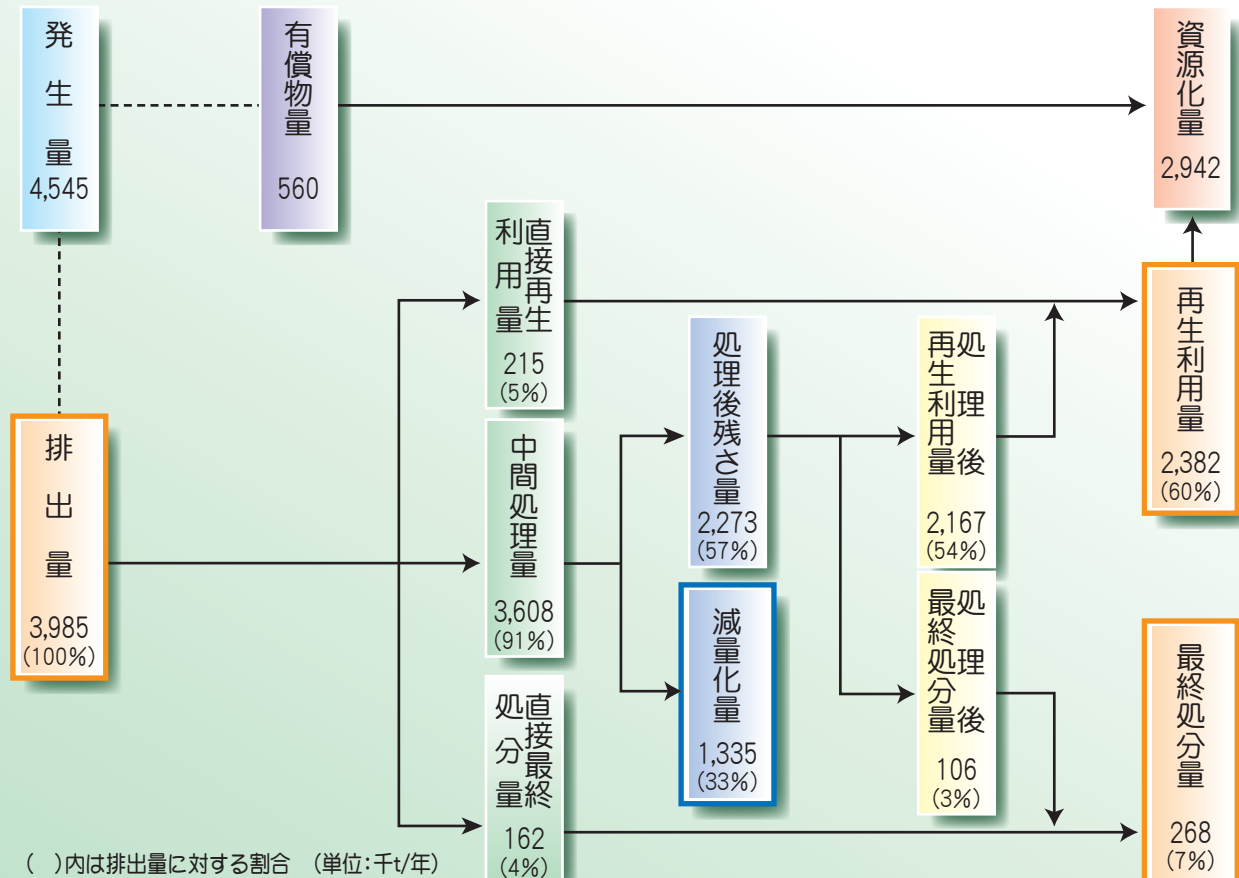 発生量
4,545
有償物量
560
資源化量
2,942
直接再生
利用量
215
(5%)
処理後残さ量
2,273
(57%)
処理後
再生利用量
2,167
(54%)
再生利用量
2,382
(60%)
排出量
3,985
(100%)
中間処理量
3,608
(91%)
減量化量
1,335
(33%)
処理後
最終処分量
106
(3%)
直接最終
処分量
162
(4%)
最終処分量
268
(7%)
( )内は排出量に対する割合 (単位:千t/年)